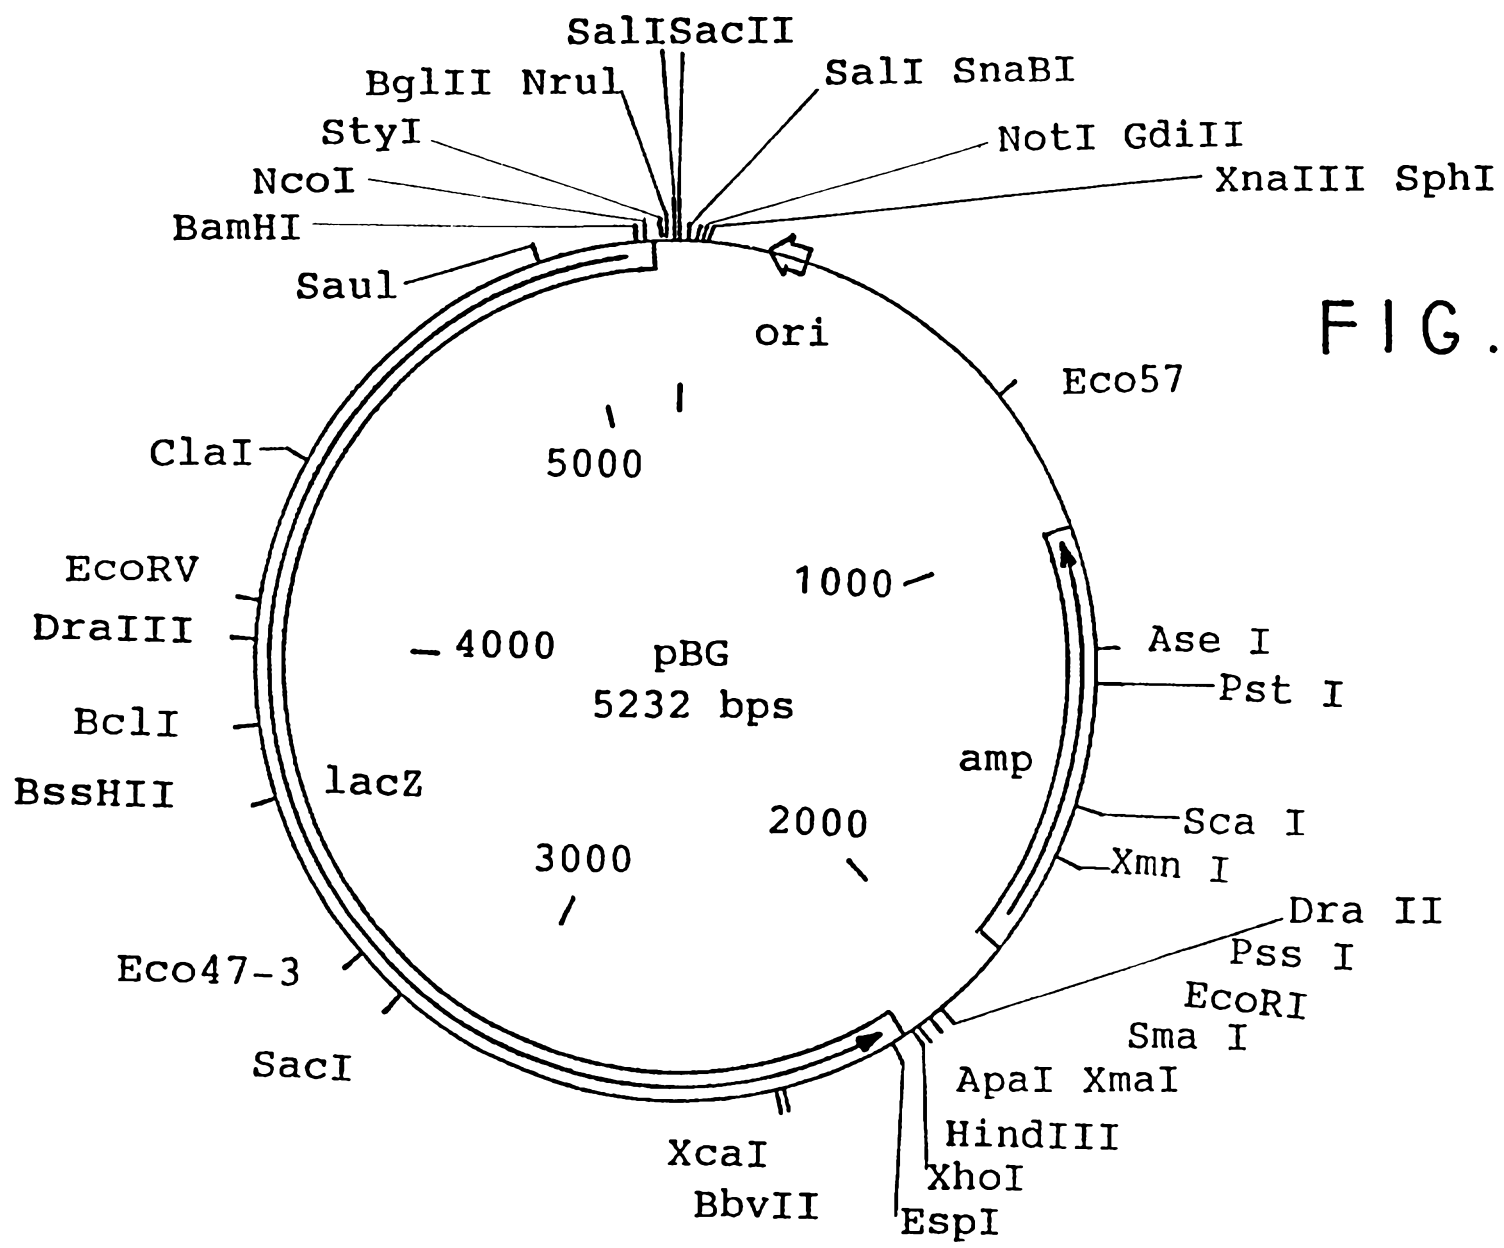 SalISacII
BglII Nrul
SalI SnaBI
StyI
NotI GdiII
NcoI
XnaIII SphI
BamHI
Saul
ori
FIG.
Eco57
ClaI
5000
EcoRV
1000
DraIII
4000
pBG
5232 bps
Ase I
Pst I
BclI
amp
BssHII
lacZ
2000
Sca I
3000
Xmn I
Dra II
Pss I
Eco47-3
EcoRI
Sma I
SacI
ApaI XmaI
HindIII
XcaI
XhoI
BbvII
EspI